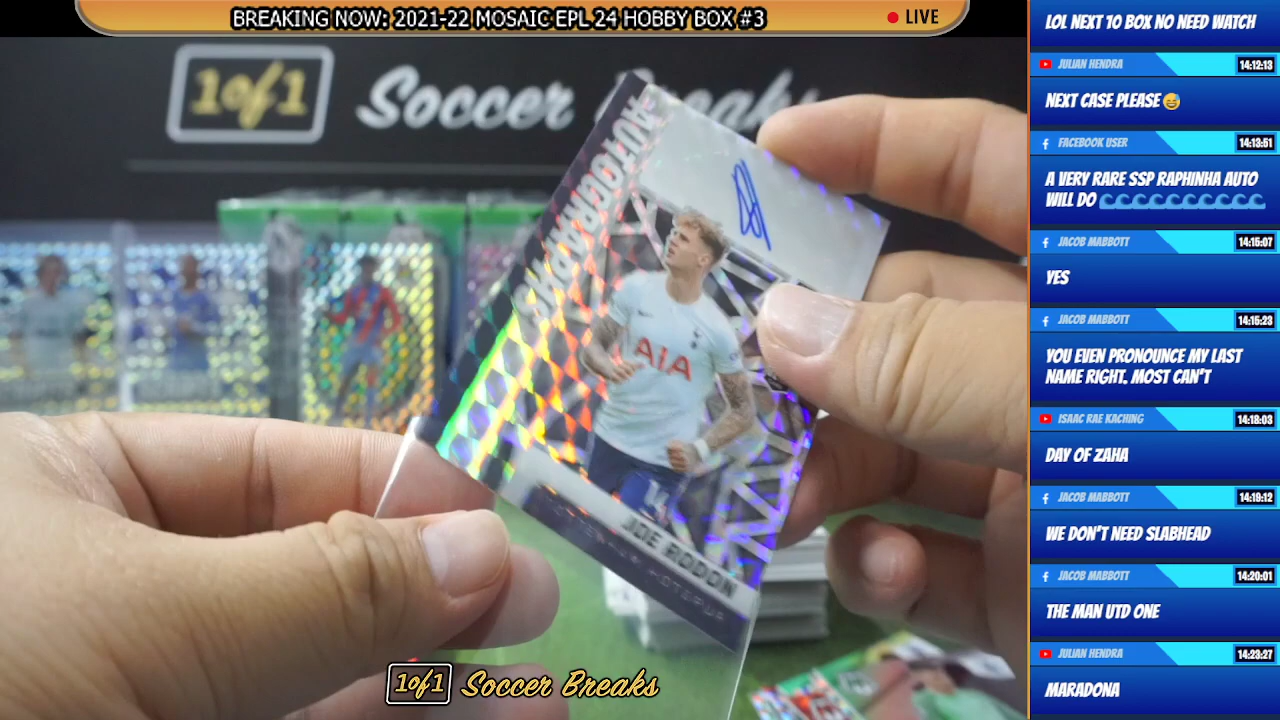 BREAKING NOW: 2021-22 MOSAIC EPL 24 HOBBY BOX #3
LIVE
1of1
Soccer Breaks
AUTOGRAPHS
AIA
JOE RODON
TOTTENHAM HOTSPUR
1of1 Soccer Breaks
LOL NEXT 10 BOX NO NEED WATCH
JULIAN HENDRA 14:12:13
NEXT CASE PLEASE😅
FACEBOOK USER 14:13:51
A VERY RARE SSP RAPHINHA AUTO
WILL DO 🌊🌊🌊🌊🌊🌊🌊🌊🌊🌊
JACOB MABBOTT 14:15:07
YES
JACOB MABBOTT 14:15:23
YOU EVEN PRONOUNCE MY LAST
NAME RIGHT. MOST CAN'T
ISAAC RAE KACHING 14:18:03
DAY OF ZAHA
JACOB MABBOTT 14:19:12
WE DON'T NEED SLABHEAD
JACOB MABBOTT 14:20:01
THE MAN UTD ONE
JULIAN HENDRA 14:23:27
MARADONA